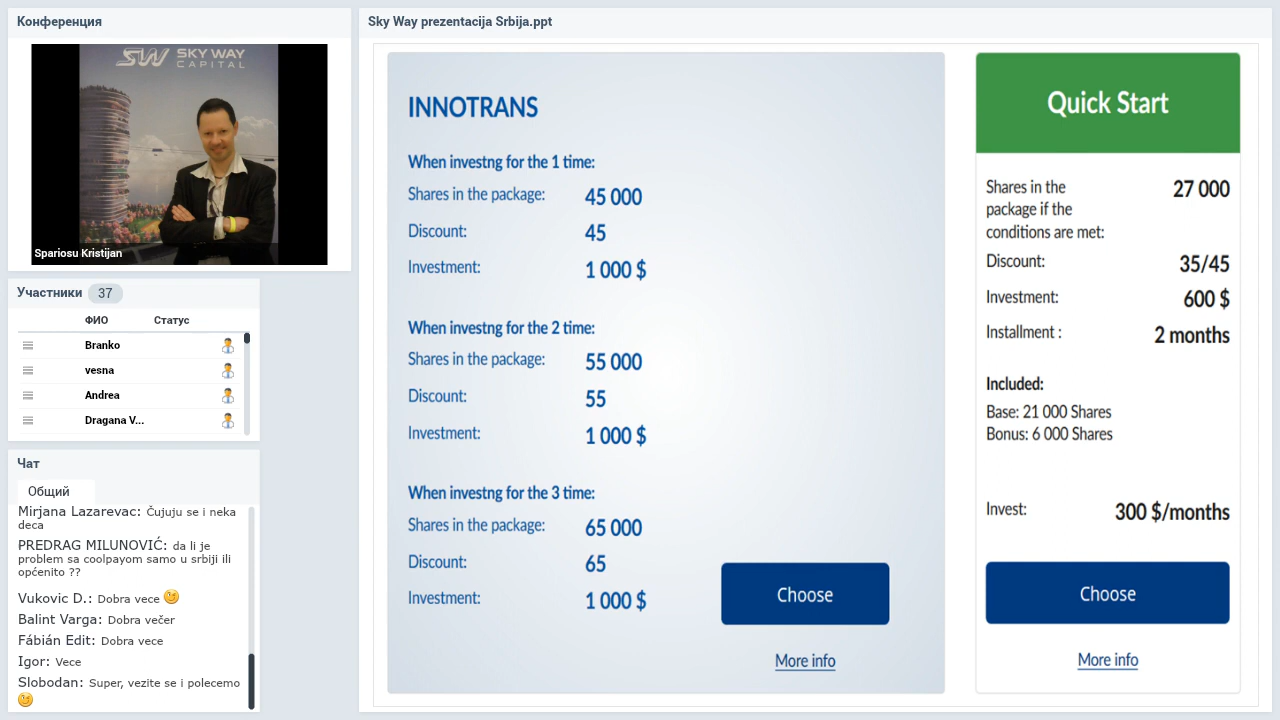 Конференция
SKY WAY
CAPITAL
Spariosu Kristijan
Участники 37
ФИО Статус
Branko
vesna
Andrea
Dragana V...
Чат
Общий
Mirjana Lazarevac: Čujuju se i neka
deca
PREDRAG MILUNOVIĆ: da li je
problem sa coolpayom samo u srbiji ili
općenito ??
Vukovic D.: Dobra vece
Balint Varga: Dobra večer
Fábián Edit: Dobra vece
Igor: Vece
Slobodan: Super, vezite se i polecemo
Sky Way prezentacija Srbija.ppt
INNOTRANS
When investng for the 1 time:
Shares in the package: 45 000
Discount: 45
Investment: 1 000 $
When investng for the 2 time:
Shares in the package: 55 000
Discount: 55
Investment: 1 000 $
When investng for the 3 time:
Shares in the package: 65 000
Discount: 65
Investment: 1 000 $
Choose
More info
Quick Start
Shares in the 27 000
package if the
conditions are met:
Discount: 35/45
Investment: 600 $
Installment : 2 months
Included:
Base: 21 000 Shares
Bonus: 6 000 Shares
Invest: 300 $/months
Choose
More info